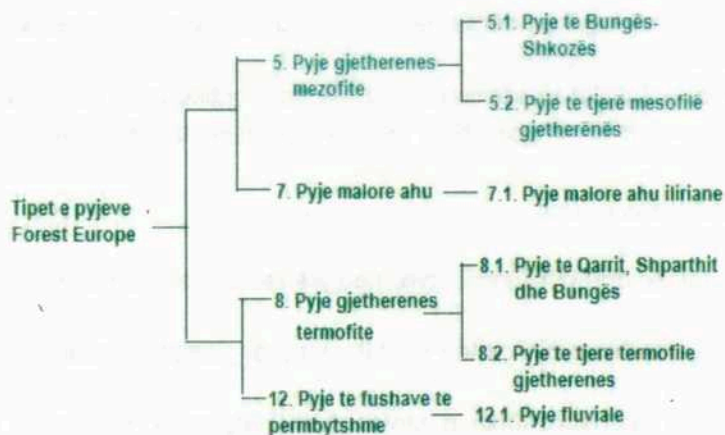 Tipet e pyjeve
Forest Europe
5. Pyje gjetherenes
mezofite
5.1. Pyje te Bungës-
Shkozës
5.2. Pyje te tjerë mesofilë
gjetherënës
7. Pyje malore ahu
7.1. Pyje malore ahu iliriane
8. Pyje gjetherenes
termofite
8.1. Pyje te Qarrit, Shparthit
dhe Bungës
8.2. Pyje te tjere termofile
gjetherenes
12. Pyje te fushave te
permbytshme
12.1. Pyje fluviale